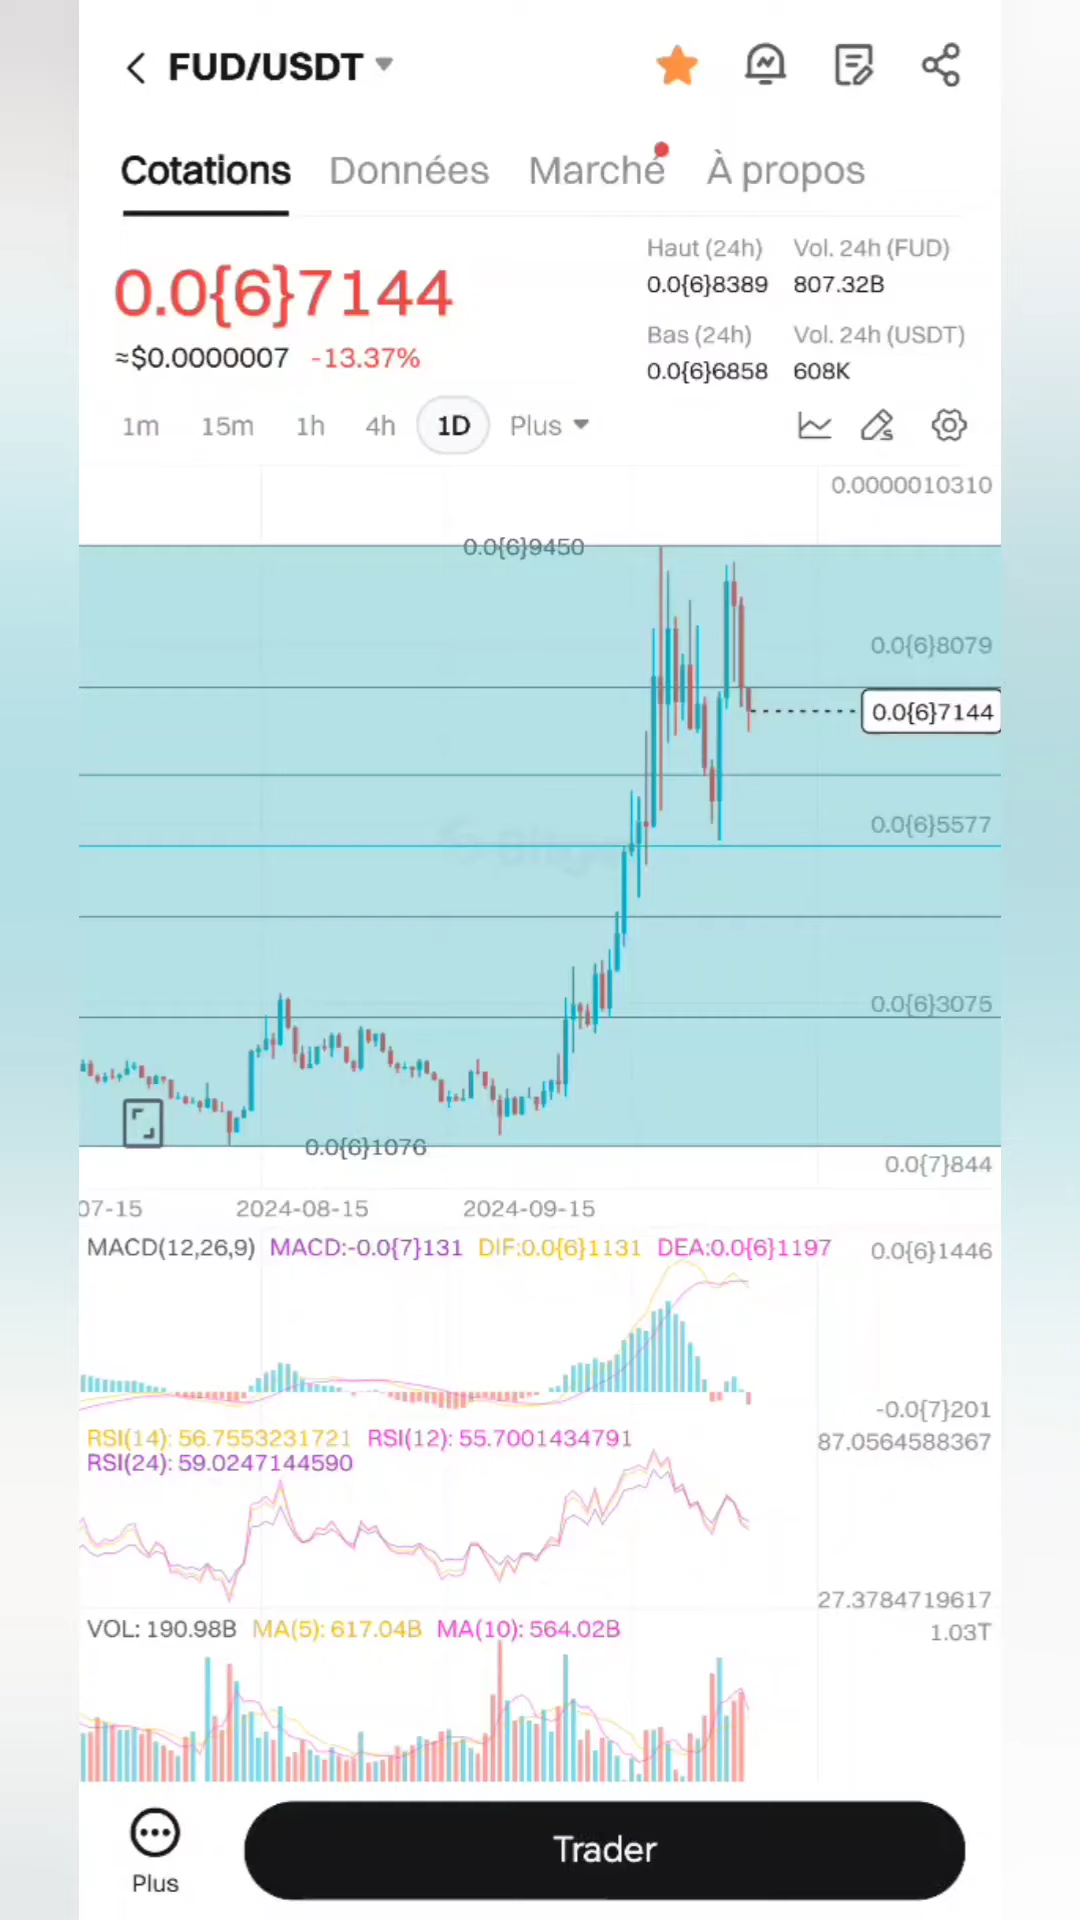 FUD/USDT
Cotations Données Marché À propos
0.0{6}7144
≈$0.0000007 -13.37%
Haut (24h) Vol. 24h (FUD)
0.0{6}8389 807.32B
Bas (24h) Vol. 24h (USDT)
0.0{6}6858 608K
1m 15m 1h 4h 1D Plus
0.0000010310
0.0{6}9450
0.0{6}8079
0.0{6}7144
0.0{6}5577
0.0{6}3075
0.0{6}1076
0.0{7}844
07-15 2024-08-15 2024-09-15
MACD(12,26,9) MACD:-0.0{7}131 DIF:0.0{6}1131 DEA:0.0{6}1197 0.0{6}1446
-0.0{7}201
RSI(14): 56.7553231721 RSI(12): 55.7001434791 87.0564588367
RSI(24): 59.0247144590
27.3784719617
VOL: 190.98B MA(5): 617.04B MA(10): 564.02B 1.03T
Plus
Trader